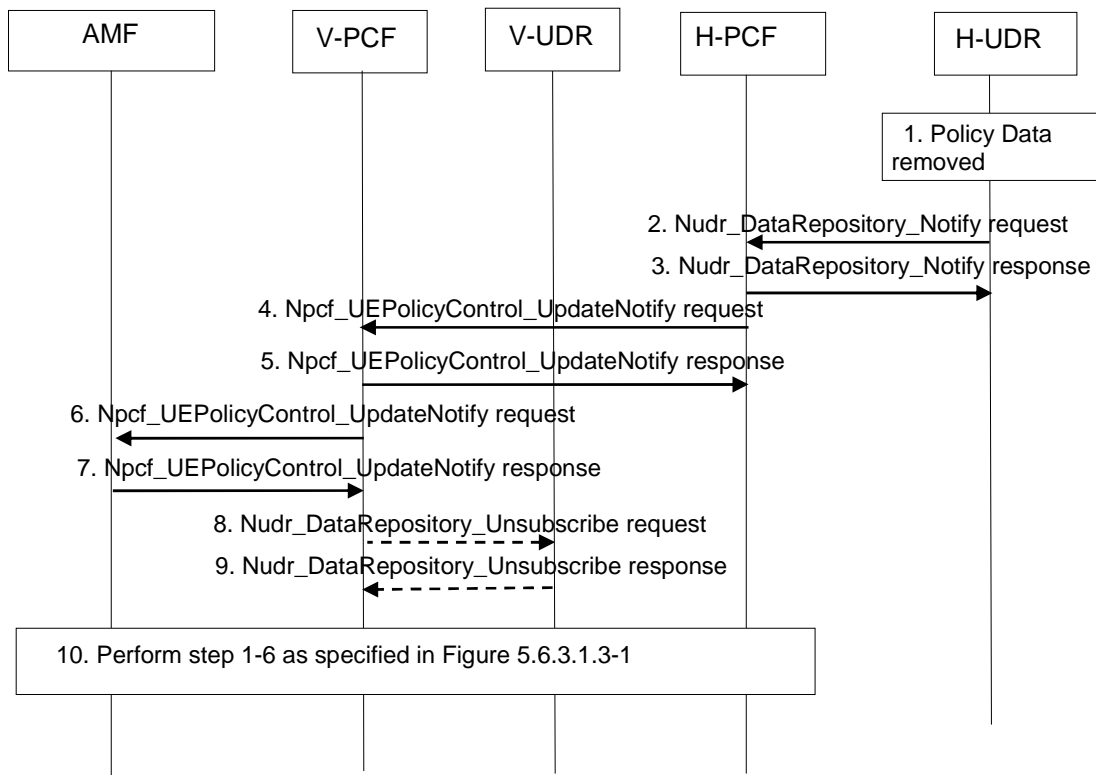 AMF
V-PCF
V-UDR
H-PCF
H-UDR
1. Policy Data
removed
2. Nudr_DataRepository_Notify request
3. Nudr_DataRepository_Notify response
4. Npcf_UEPolicyControl_UpdateNotify request
5. Npcf_UEPolicyControl_UpdateNotify response
6. Npcf_UEPolicyControl_UpdateNotify request
7. Npcf_UEPolicyControl_UpdateNotify response
8. Nudr_DataRepository_Unsubscribe request
9. Nudr_DataRepository_Unsubscribe response
10. Perform step 1-6 as specified in Figure 5.6.3.1.3-1